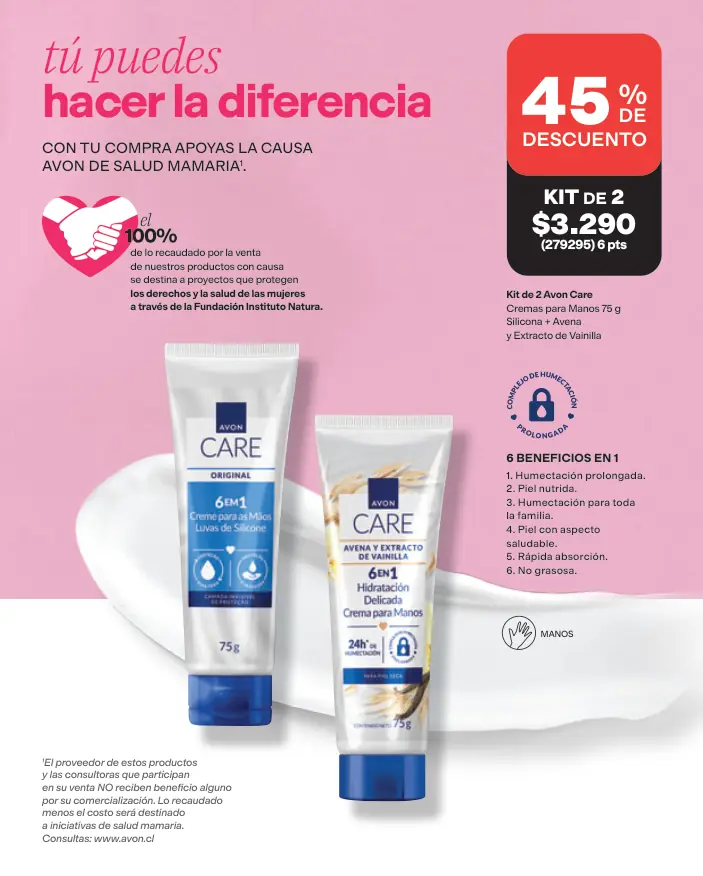 tú puedes
hacer la diferencia
CON TU COMPRA APOYAS LA CAUSA
AVON DE SALUD MAMARIA¹.
el
100%
de lo recaudado por la venta
de nuestros productos con causa
se destina a proyectos que protegen
los derechos y la salud de las mujeres
a través de la Fundación Instituto Natura.
45 %
DE
DESCUENTO
KIT DE 2
$3.290
(279295) 6 pts
Kit de 2 Avon Care
Cremas para Manos 75 g
Silicona + Avena
y Extracto de Vainilla
COMPLEJO DE HUMECTACIÓN
PROLONGADA
6 BENEFICIOS EN 1
1. Humectación prolongada.
2. Piel nutrida.
3. Humectación para toda
la familia.
4. Piel con aspecto
saludable.
5. Rápida absorción.
6. No grasosa.
MANOS
AVON
CARE
ORIGINAL
6EM1
Creme para as Mãos
Luvas de Silicone
75g
AVON
CARE
AVENA Y EXTRACTO
DE VAINILLA
6EN1
Hidratación
Delicada
Crema para Manos
24h* DE
HUMECTACIÓN
PARA PIEL SECA
CONTENIDO NETO 75g
¹El proveedor de estos productos
y las consultoras que participan
en su venta NO reciben beneficio alguno
por su comercialización. Lo recaudado
menos el costo será destinado
a iniciativas de salud mamaria.
Consultas: www.avon.cl